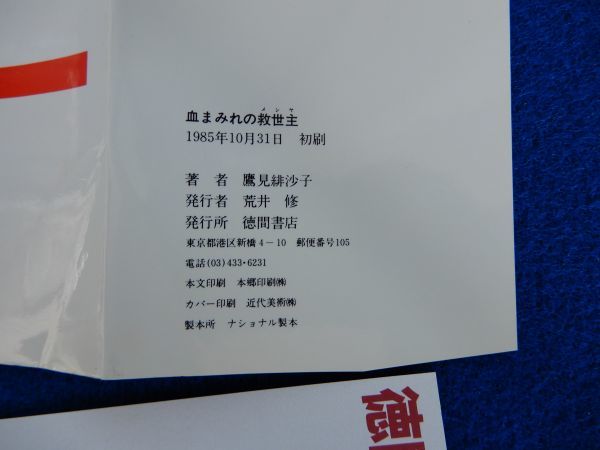 メシヤ
血まみれの救世主
1985年10月31日 初刷
著者 鷹見緋沙子
発行者 荒井 修
発行所 徳間書店
東京都港区新橋4－10 郵便番号105
電話(03)433・6231
本文印刷 本郷印刷㈱
カバー印刷 近代美術㈱
製本所 ナショナル製本
徳